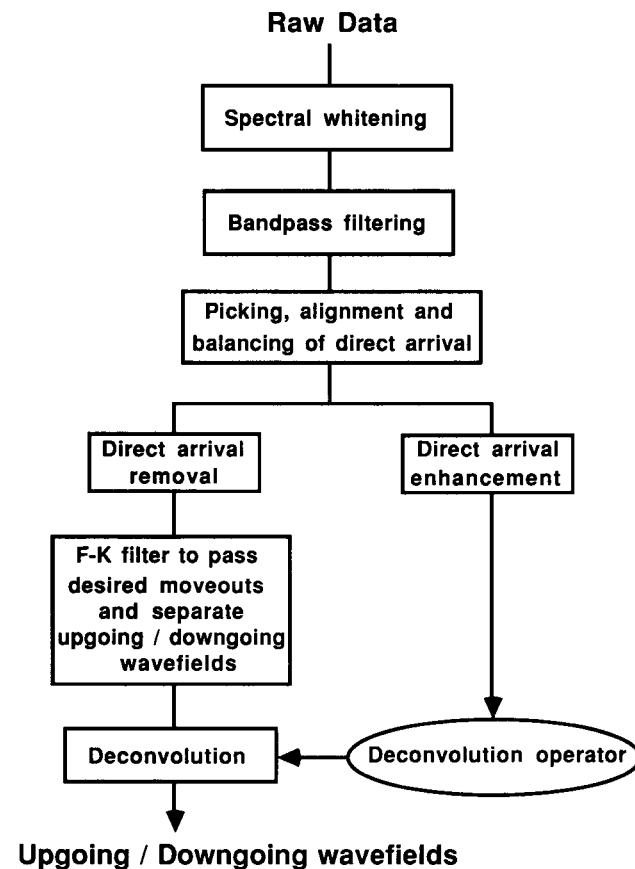 Raw Data
Spectral whitening
Bandpass filtering
Picking, alignment and
balancing of direct arrival
Direct arrival
removal
Direct arrival
enhancement
F-K filter to pass
desired moveouts
and separate
upgoing / downgoing
wavefields
Deconvolution
Deconvolution operator
Upgoing / Downgoing wavefields